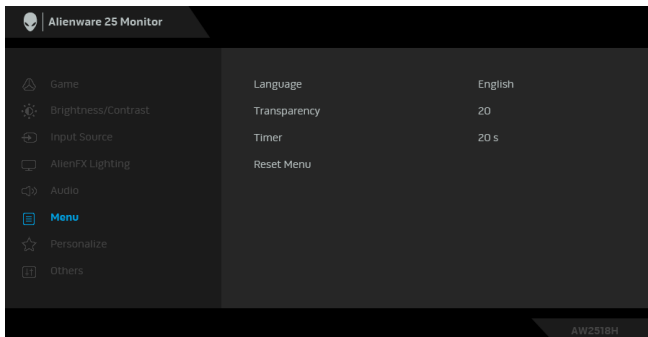 Alienware 25 Monitor
Game
Brightness/Contrast
Input Source
AlienFX Lighting
Audio
Menu
Personalize
Others
Language English
Transparency 20
Timer 20 s
Reset Menu
AW2518H